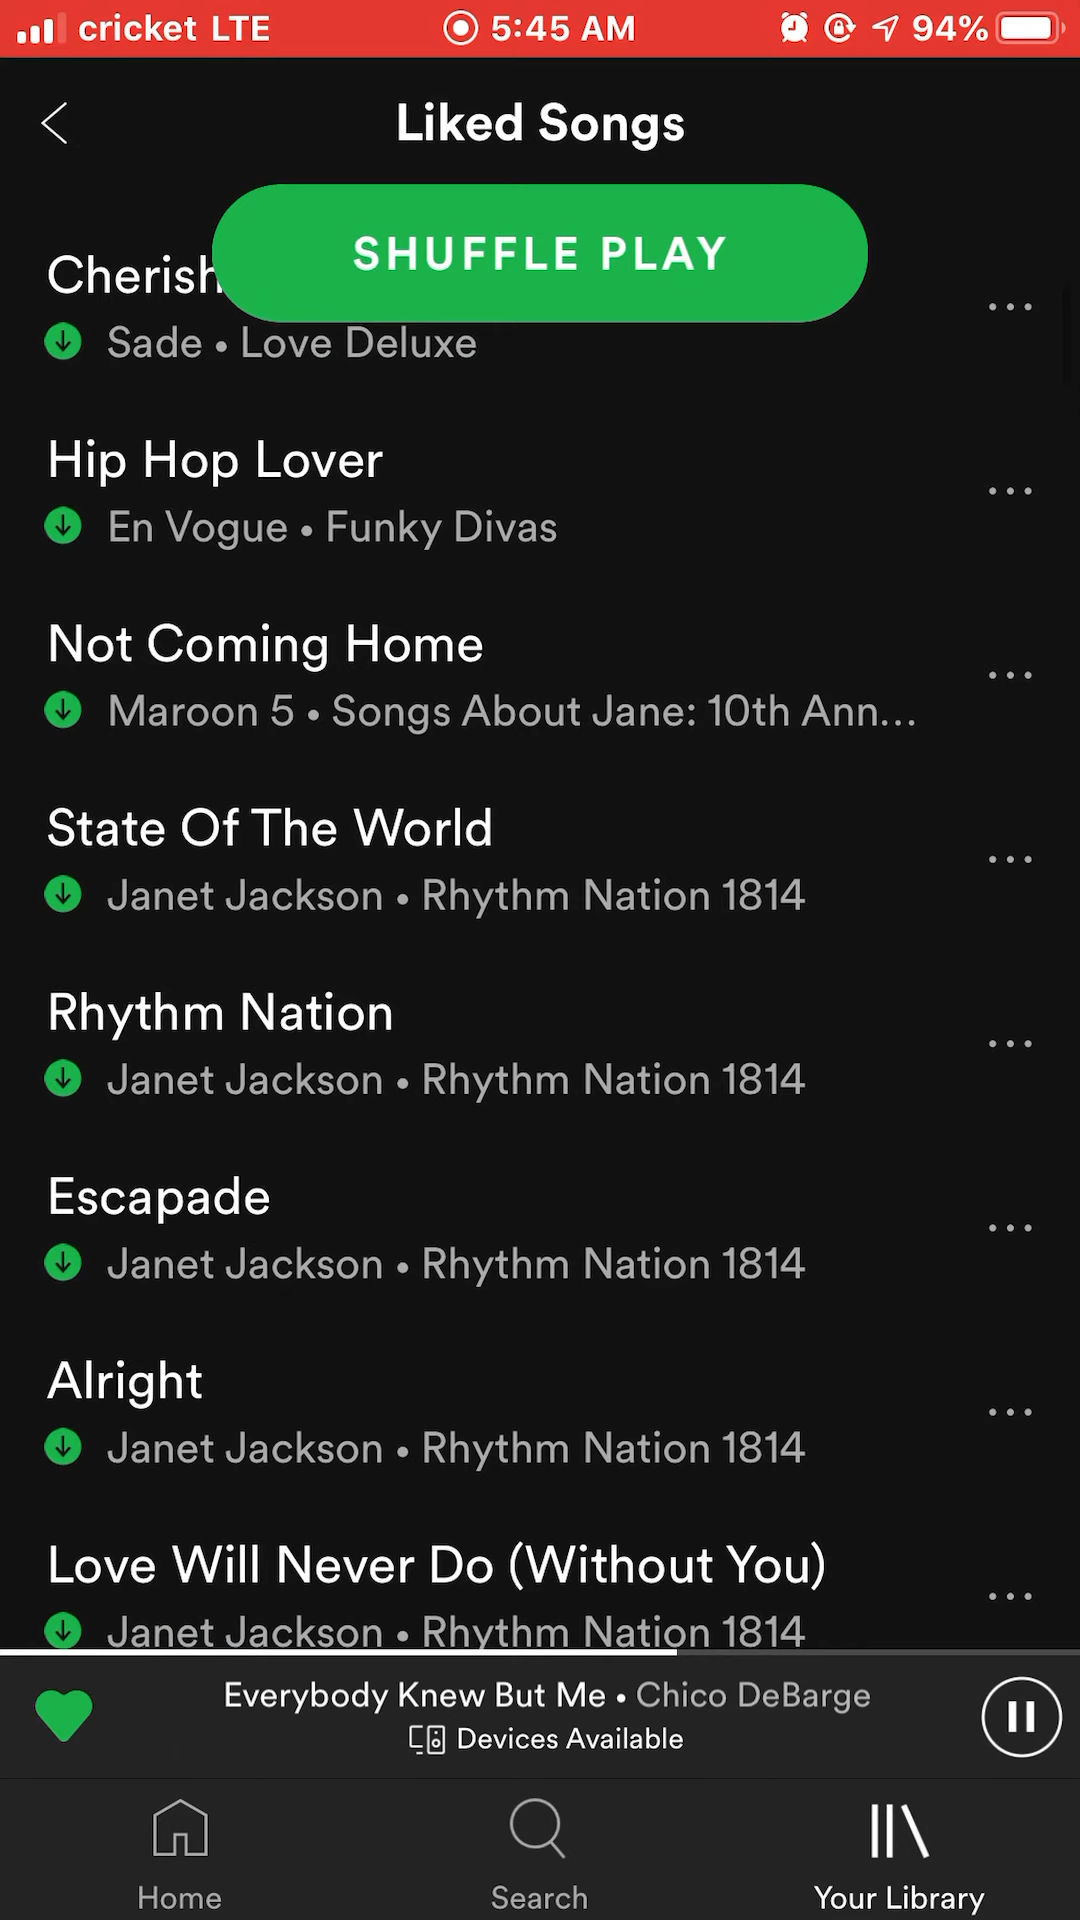 cricket LTE 5:45 AM 94%
Liked Songs
SHUFFLE PLAY
Cherish
Sade • Love Deluxe
Hip Hop Lover
En Vogue • Funky Divas
Not Coming Home
Maroon 5 • Songs About Jane: 10th Ann...
State Of The World
Janet Jackson • Rhythm Nation 1814
Rhythm Nation
Janet Jackson • Rhythm Nation 1814
Escapade
Janet Jackson • Rhythm Nation 1814
Alright
Janet Jackson • Rhythm Nation 1814
Love Will Never Do (Without You)
Janet Jackson • Rhythm Nation 1814
Everybody Knew But Me • Chico DeBarge
Devices Available
Home
Search
Your Library